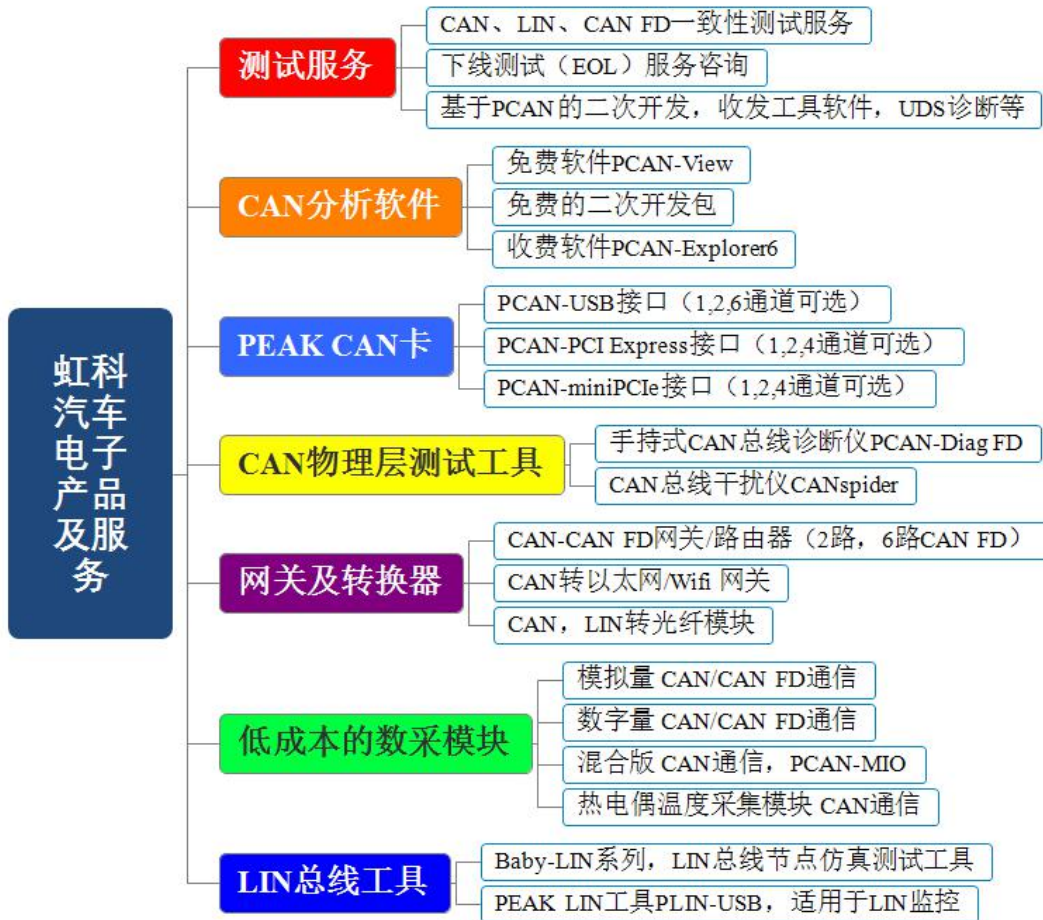 虹科
汽车
电子
产品
及服
务
测试服务
CAN、LIN、CAN FD一致性测试服务
下线测试（EOL）服务咨询
基于PCAN的二次开发，收发工具软件，UDS诊断等
CAN分析软件
免费软件PCAN-View
免费的二次开发包
收费软件PCAN-Explorer6
PEAK CAN卡
PCAN-USB接口（1,2,6通道可选）
PCAN-PCI Express接口（1,2,4通道可选）
PCAN-miniPCIe接口（1,2,4通道可选）
CAN物理层测试工具
手持式CAN总线诊断仪PCAN-Diag FD
CAN总线干扰仪CANspider
网关及转换器
CAN-CAN FD网关/路由器（2路，6路CAN FD）
CAN转以太网/Wifi 网关
CAN，LIN转光纤模块
低成本的数采模块
模拟量 CAN/CAN FD通信
数字量 CAN/CAN FD通信
混合版 CAN通信，PCAN-MIO
热电偶温度采集模块 CAN通信
LIN总线工具
Baby-LIN系列，LIN总线节点仿真测试工具
PEAK LIN工具PLIN-USB，适用于LIN监控